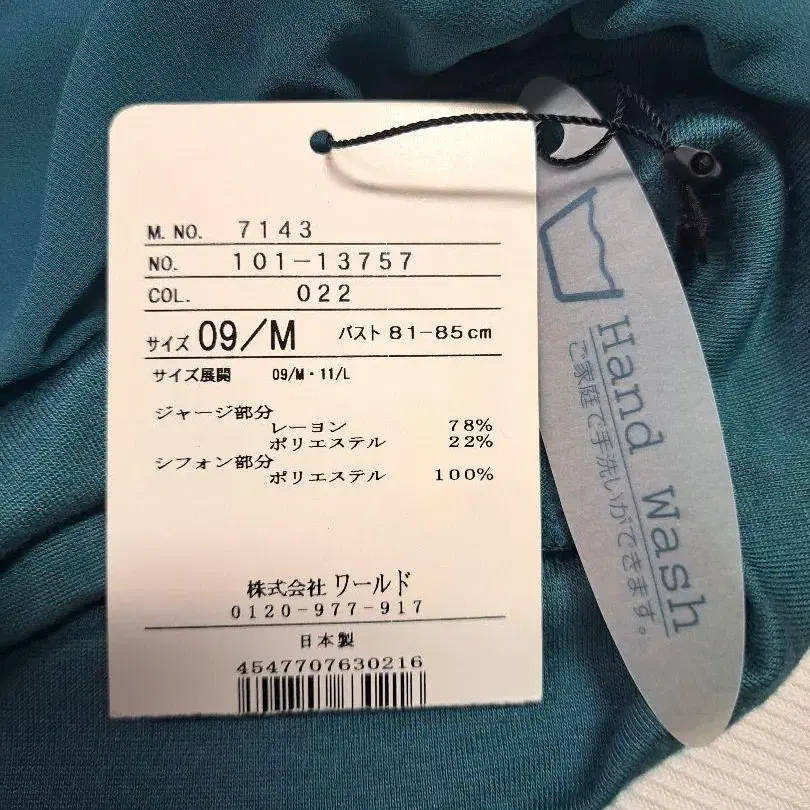 M. NO. 7143
NO. 101-13757
COL. 022
サイズ 09/M バスト 81-85cm
サイズ展開 09/M・11/L
ジャージ部分
レーヨン 78%
ポリエステル 22%
シフォン部分
ポリエステル 100%
株式会社 ワールド
0120-977-917
日本製
4547707630216
Hand Wash
ご家庭で手洗いができます。